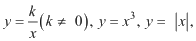 y = k/x (k ≠ 0), y = x³, y = |x|,